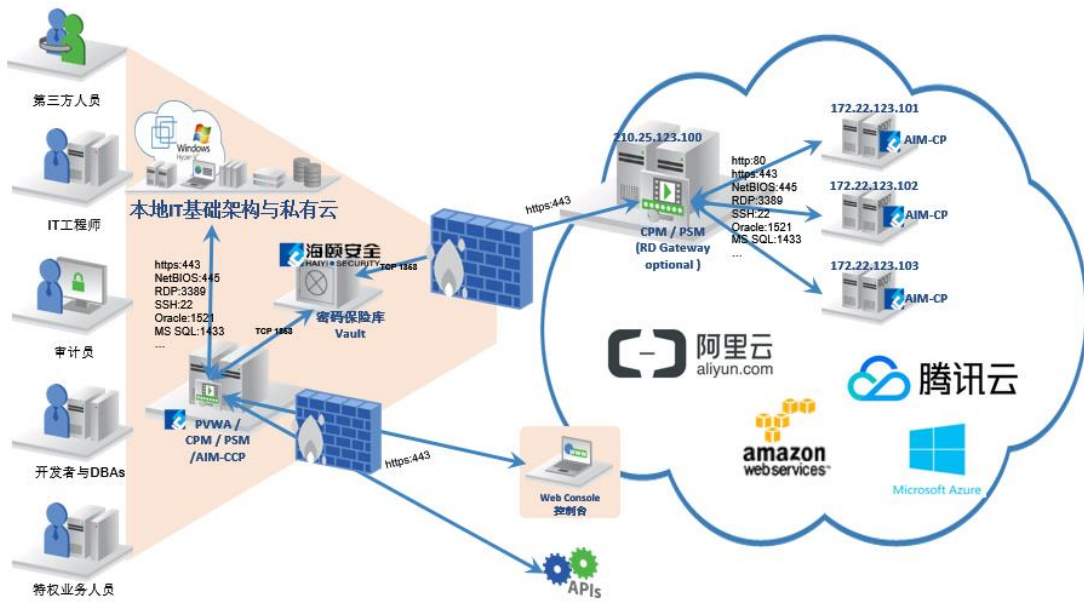 第三方人员
IT工程师
审计员
开发者与DBAs
特权业务人员
Windows
本地IT基础架构与私有云
https:443
NetBIOS:445
RDP:3389
SSH:22
Oracle:1521
MS SQL:1433
...
海颐安全
HAIYI SECURITY
TCP 1858
密码保险库
Vault
TCP 1858
PVWA /
CPM / PSM
/AIM-CCP
https:443
https:443
Web Console
控制台
APIs
210.25.123.100
CPM / PSM
(RD Gateway
optional )
http:80
https:443
NetBIOS:445
RDP:3389
SSH:22
Oracle:1521
MS SQL:1433
...
172.22.123.101
AIM-CP
172.22.123.102
AIM-CP
172.22.123.103
AIM-CP
阿里云
aliyun.com
腾讯云
amazon
webservices™
Microsoft Azure